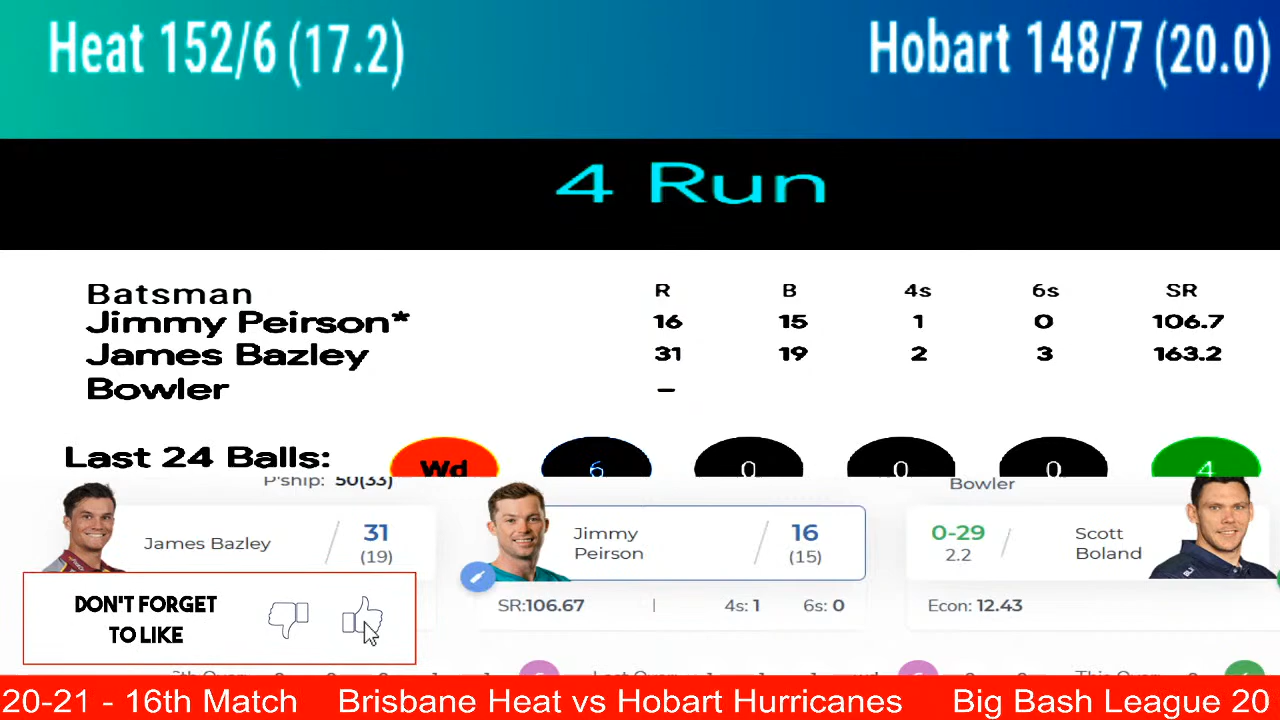 Heat 152/6 (17.2) Hobart 148/7 (20.0)
4 Run
Batsman R B 4s 6s SR
Jimmy Peirson* 16 15 1 0 106.7
James Bazley 31 19 2 3 163.2
Bowler –
Last 24 Balls: Wd 6 0 0 0 4
P'ship: 50(33) Bowler
James Bazley 31 (19)
Jimmy Peirson 16 (15)
0-29 2.2 Scott Boland
SR:106.67 4s: 1 6s: 0 Econ: 12.43
DON'T FORGET
TO LIKE
20-21 - 16th Match Brisbane Heat vs Hobart Hurricanes Big Bash League 20